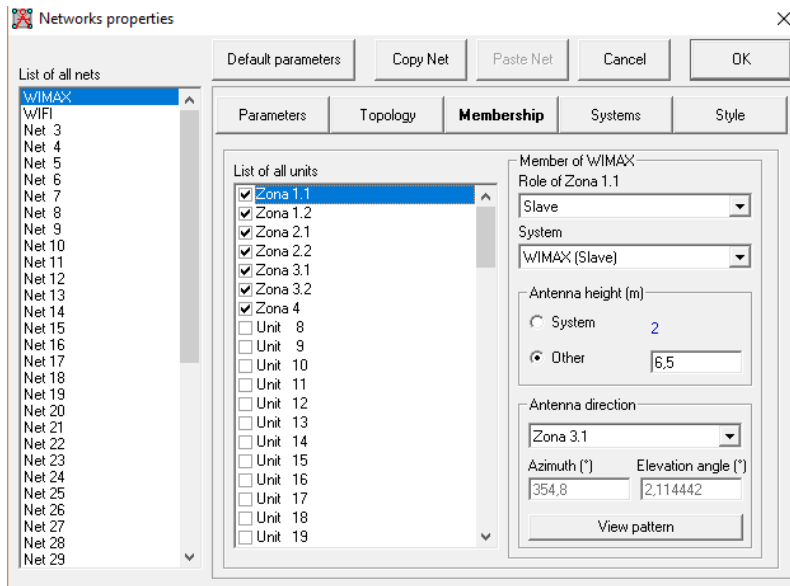 Networks properties
Default parameters
Copy Net
Paste Net
Cancel
OK
List of all nets
WIMAX
WIFI
Net 3
Net 4
Net 5
Net 6
Net 7
Net 8
Net 9
Net 10
Net 11
Net 12
Net 13
Net 14
Net 15
Net 16
Net 17
Net 18
Net 19
Net 20
Net 21
Net 22
Net 23
Net 24
Net 25
Net 26
Net 27
Net 28
Net 29
Parameters
Topology
Membership
Systems
Style
List of all units
Zona 1.1
Zona 1.2
Zona 2.1
Zona 2.2
Zona 3.1
Zona 3.2
Zona 4
Unit 8
Unit 9
Unit 10
Unit 11
Unit 12
Unit 13
Unit 14
Unit 15
Unit 16
Unit 17
Unit 18
Unit 19
Member of WIMAX
Role of Zona 1.1
Slave
System
WIMAX (Slave)
Antenna height (m)
System 2
Other 6,5
Antenna direction
Zona 3.1
Azimuth (°) Elevation angle (°)
354,8 2,114442
View pattern